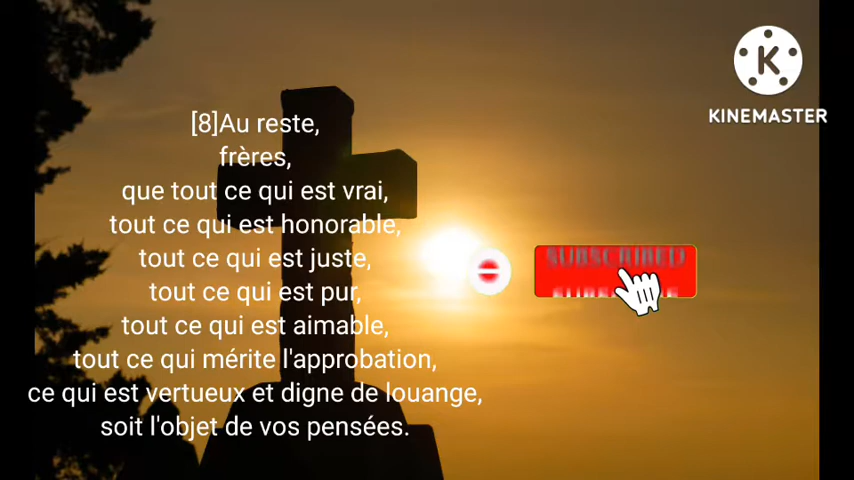 [8]Au reste,
frères,
que tout ce qui est vrai,
tout ce qui est honorable,
tout ce qui est juste,
tout ce qui est pur,
tout ce qui est aimable,
tout ce qui mérite l'approbation,
ce qui est vertueux et digne de louange,
soit l'objet de vos pensées.
K
KINEMASTER
SUBSCRIBED